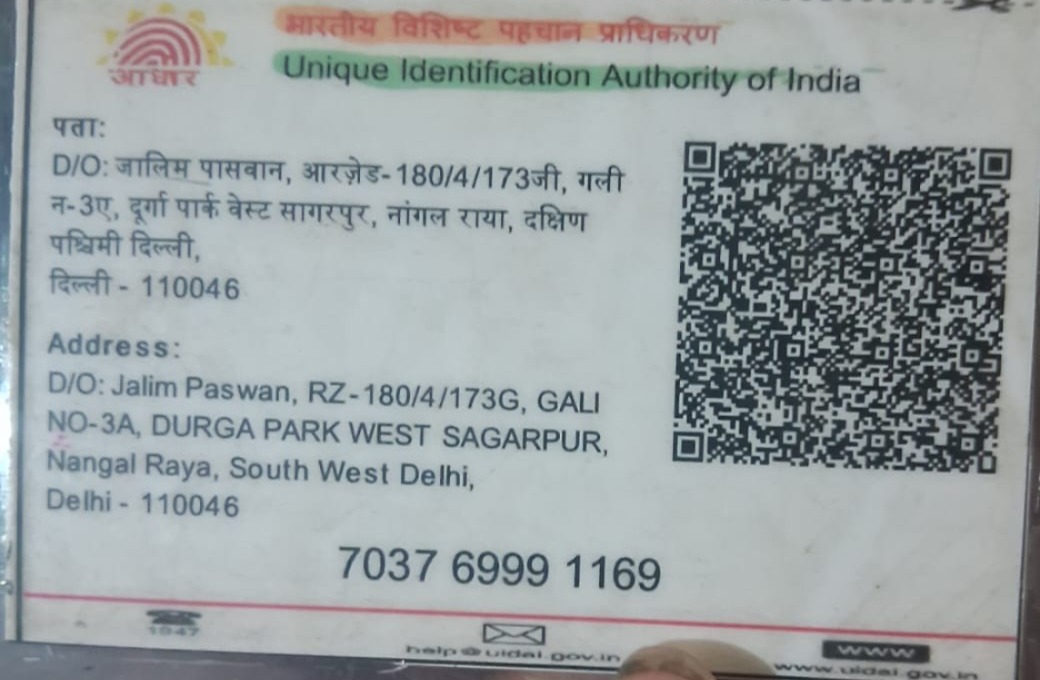 भारतीय विशिष्ट पहचान प्राधिकरण
आधार
Unique Identification Authority of India
पता:
D/O: जालिम पासवान, आरज़ेड-180/4/173जी, गली
न-3ए, दूर्गा पार्क वेस्ट सागरपुर, नांगल राया, दक्षिण
पश्चिमी दिल्ली,
दिल्ली - 110046
Address:
D/O: Jalim Paswan, RZ-180/4/173G, GALI
NO-3A, DURGA PARK WEST SAGARPUR,
Nangal Raya, South West Delhi,
Delhi - 110046
7037 6999 1169
1947
help@uidai.gov.in
www
www.uidai.gov.in